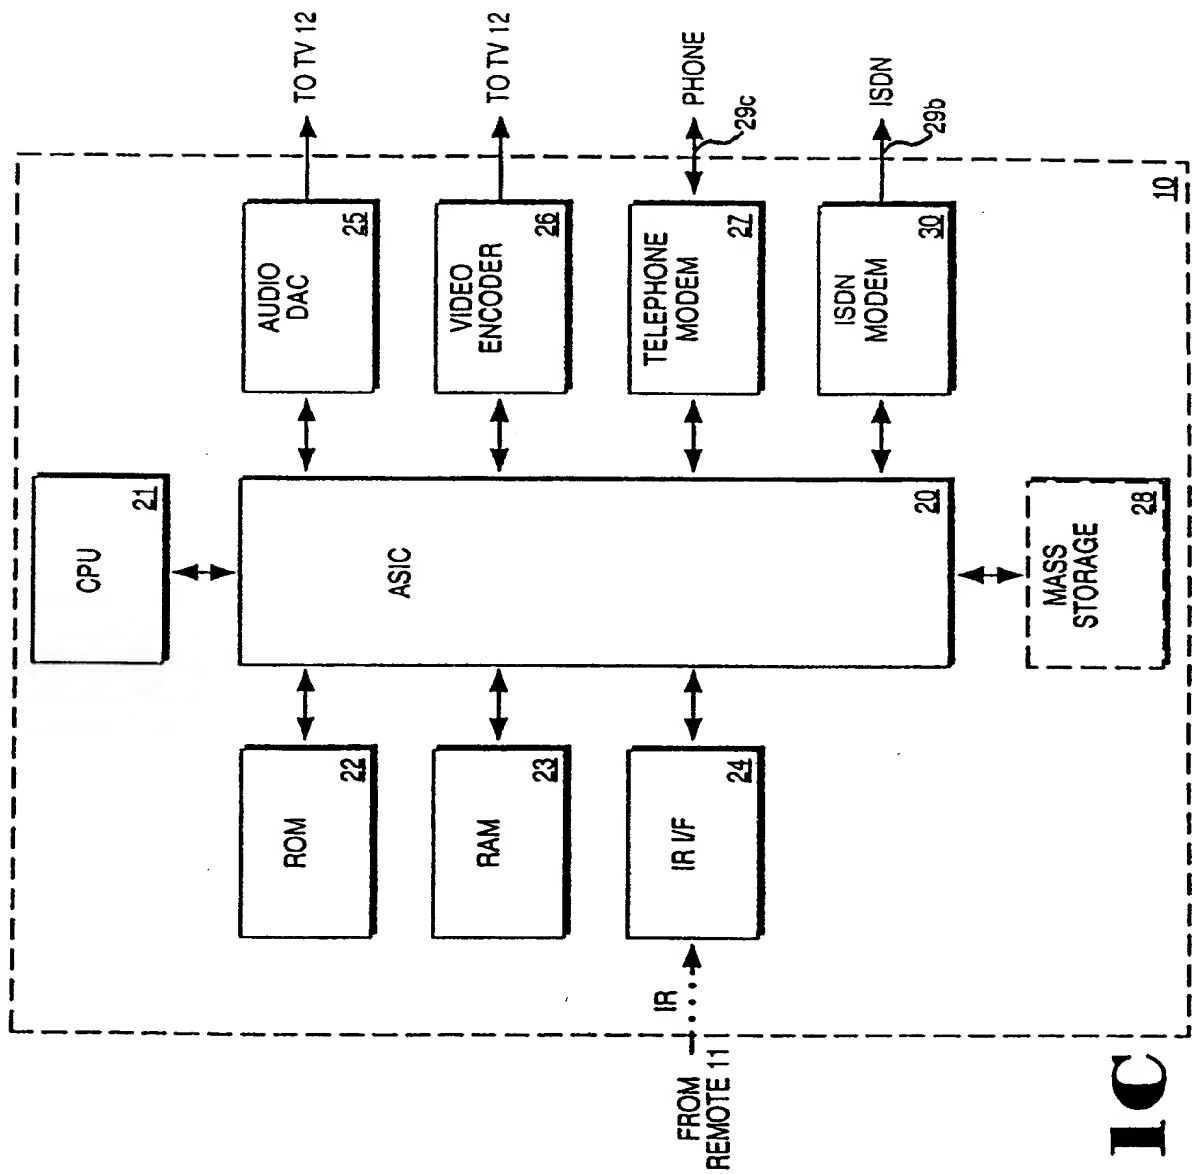 TO TV 12
TO TV 12
PHONE
29c
ISDN
29b
AUDIO
DAC
25
VIDEO
ENCODER
26
TELEPHONE
MODEM
27
ISDN
MODEM
30
10
CPU
21
ASIC
20
MASS
STORAGE
28
ROM
22
RAM
23
IR I/F
24
IR
FROM
REMOTE 11
1C